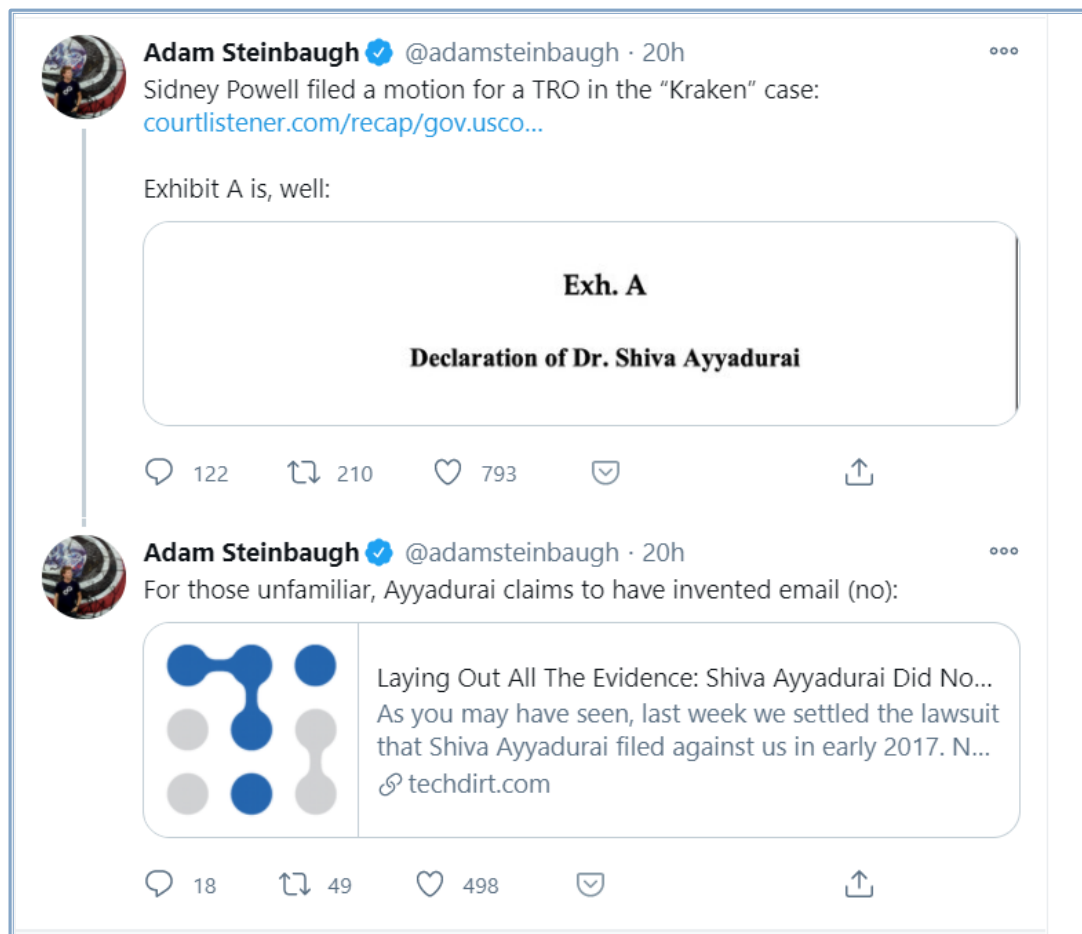 Adam Steinbaugh @adamsteinbaugh · 20h
Sidney Powell filed a motion for a TRO in the “Kraken” case:
courtlistener.com/recap/gov.usco...
Exhibit A is, well:
Exh. A
Declaration of Dr. Shiva Ayyadurai
122 210 793
Adam Steinbaugh @adamsteinbaugh · 20h
For those unfamiliar, Ayyadurai claims to have invented email (no):
Laying Out All The Evidence: Shiva Ayyadurai Did No...
As you may have seen, last week we settled the lawsuit
that Shiva Ayyadurai filed against us in early 2017. N...
techdirt.com
18 49 498